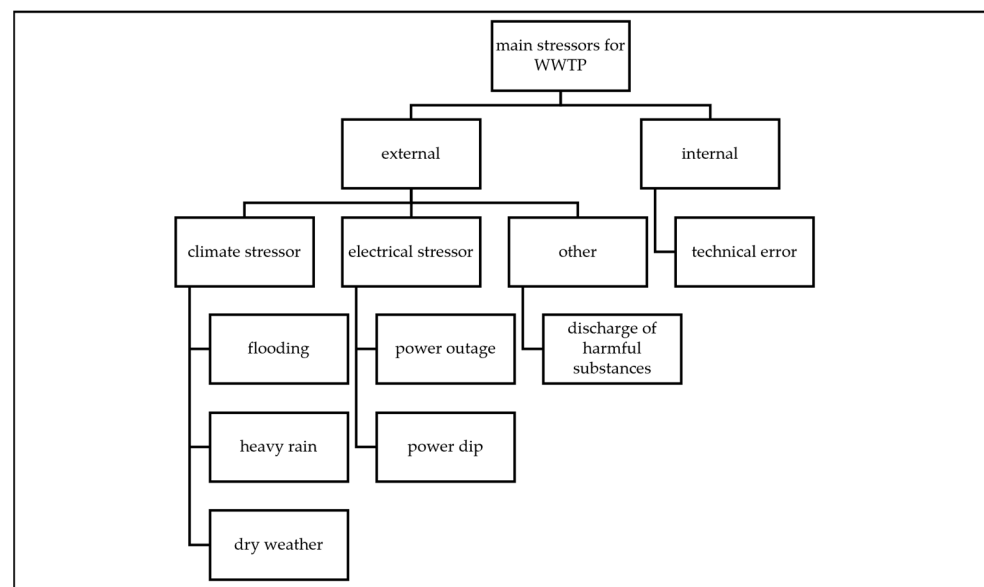 main stressors for
WWTP
external
internal
climate stressor
electrical stressor
other
technical error
flooding
power outage
discharge of
harmful
substances
heavy rain
power dip
dry weather